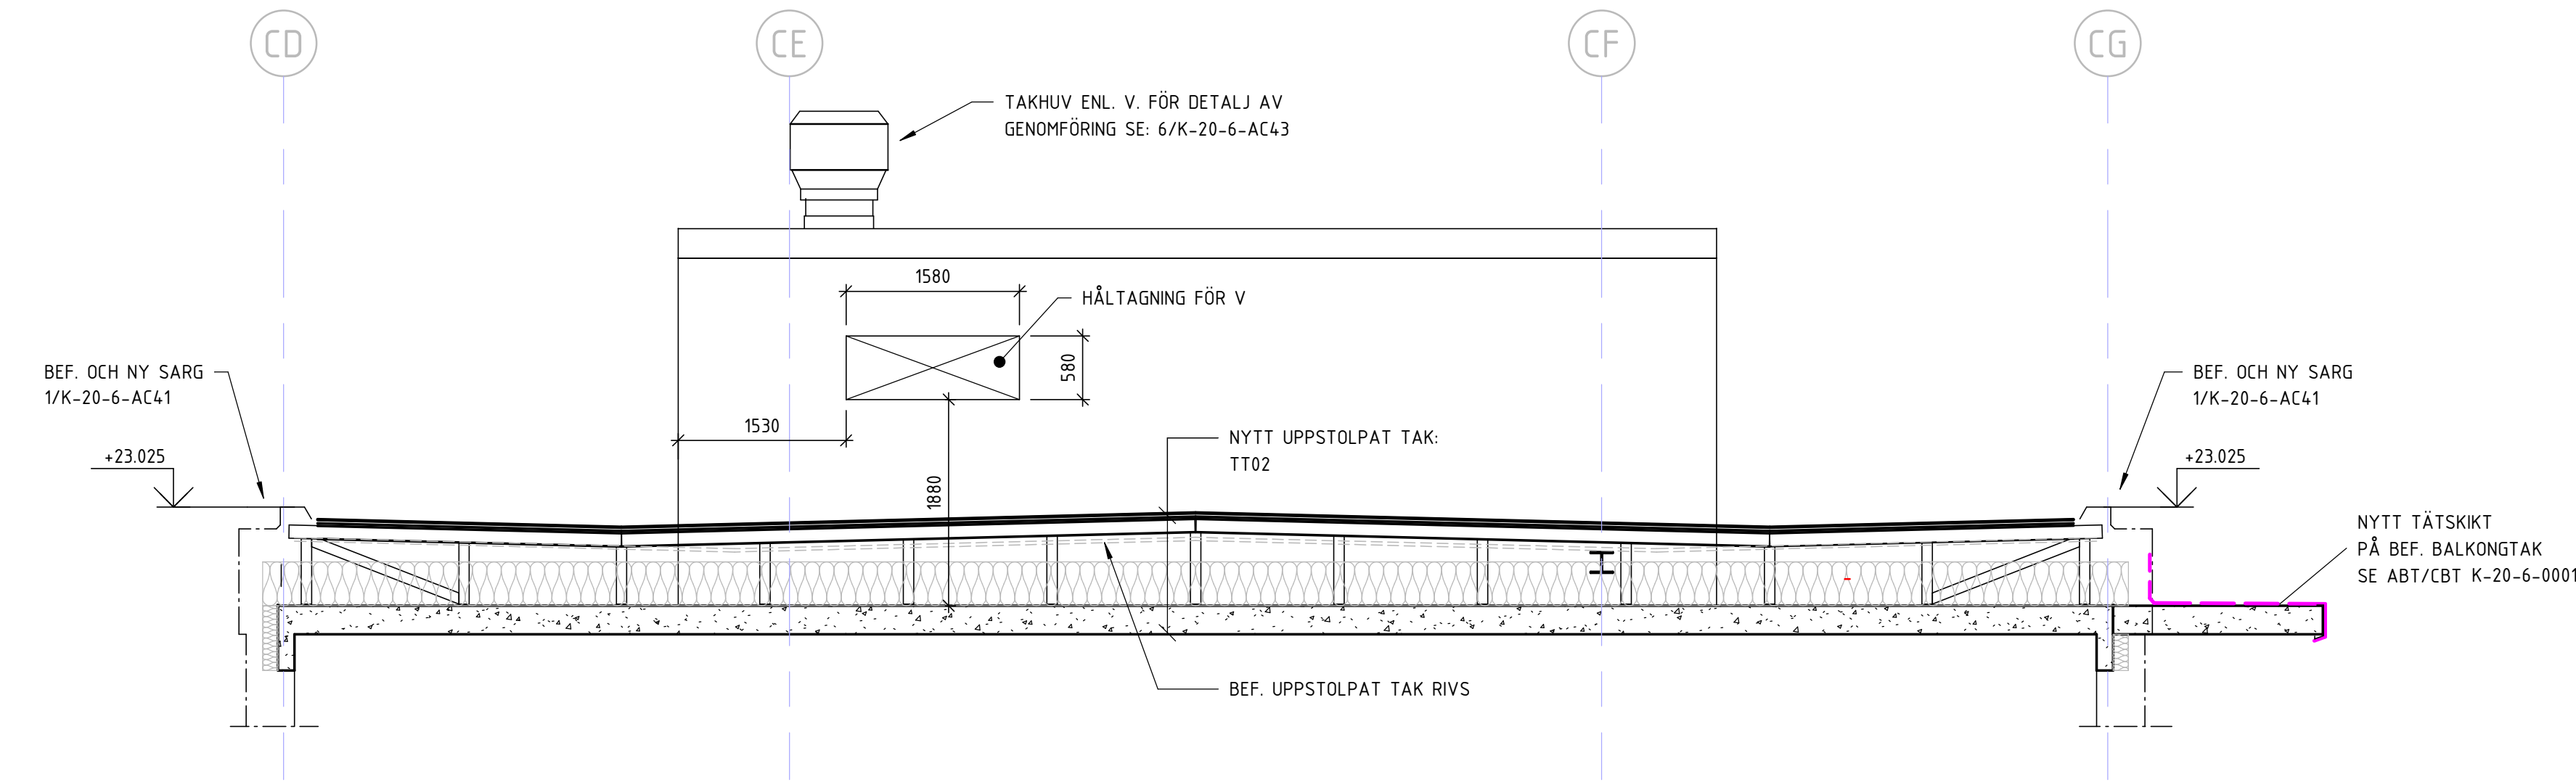 CD
CE
CF
CG
TAKHUV ENL. V. FÖR DETALJ AV
GENOMFÖRING SE: 6/K-20-6-AC43
1580
HÅLTAGNING FÖR V
580
BEF. OCH NY SARG
1/K-20-6-AC41
BEF. OCH NY SARG
1/K-20-6-AC41
1530
NYTT UPPSTOLPAT TAK:
TT02
+23.025
+23.025
1880
NYTT TÄTSKIKT
PÅ BEF. BALKONGTAK
SE ABT/CBT K-20-6-0001
BEF. UPPSTOLPAT TAK RIVS